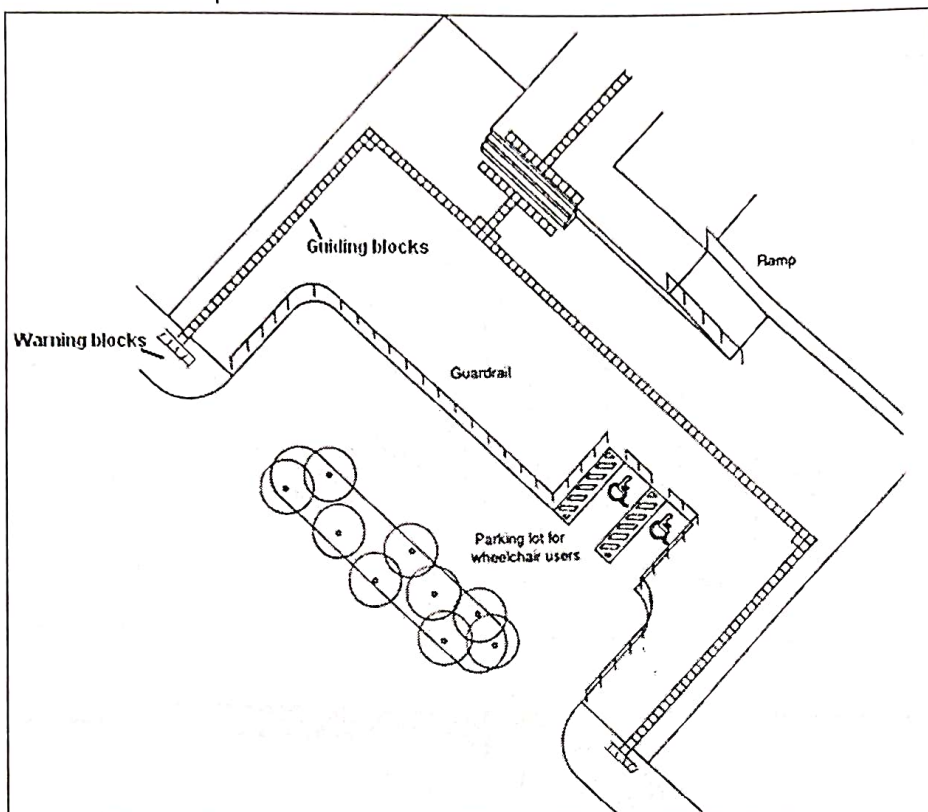 Ramp
Guiding blocks
Warning blocks
Guardrail
Parking lot for
wheelchair users